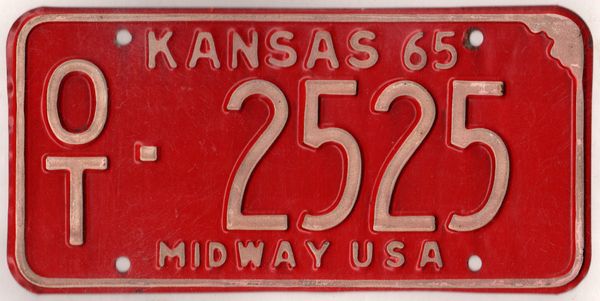 KANSAS 65
OT - 2525
MIDWAY USA